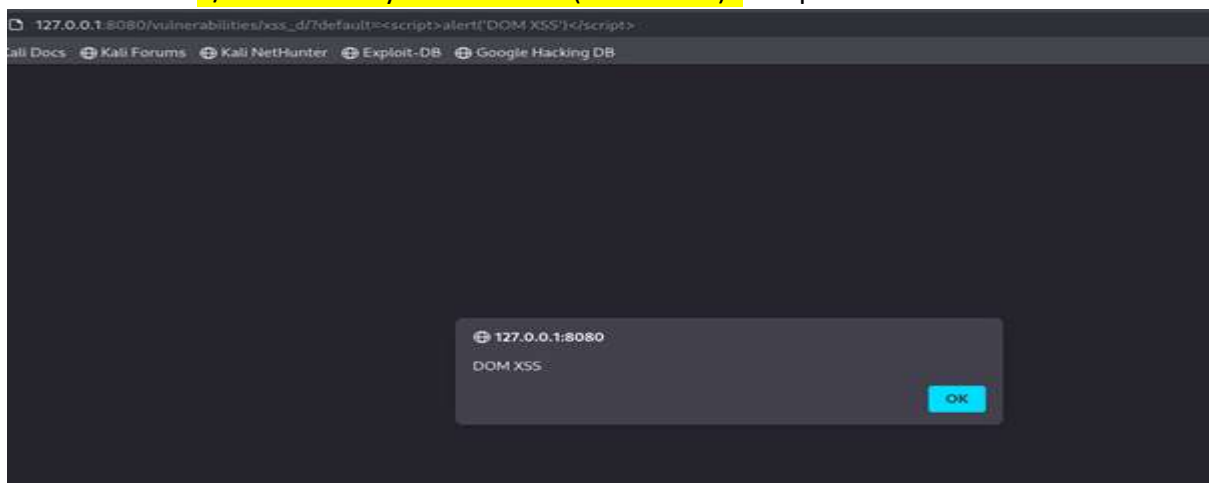 127.0.0.1:8080/vulnerabilities/xss_d/?default=<script>alert('DOM XSS')</script>
Kali Docs Kali Forums Kali NetHunter Exploit-DB Google Hacking DB
127.0.0.1:8080
DOM XSS
OK